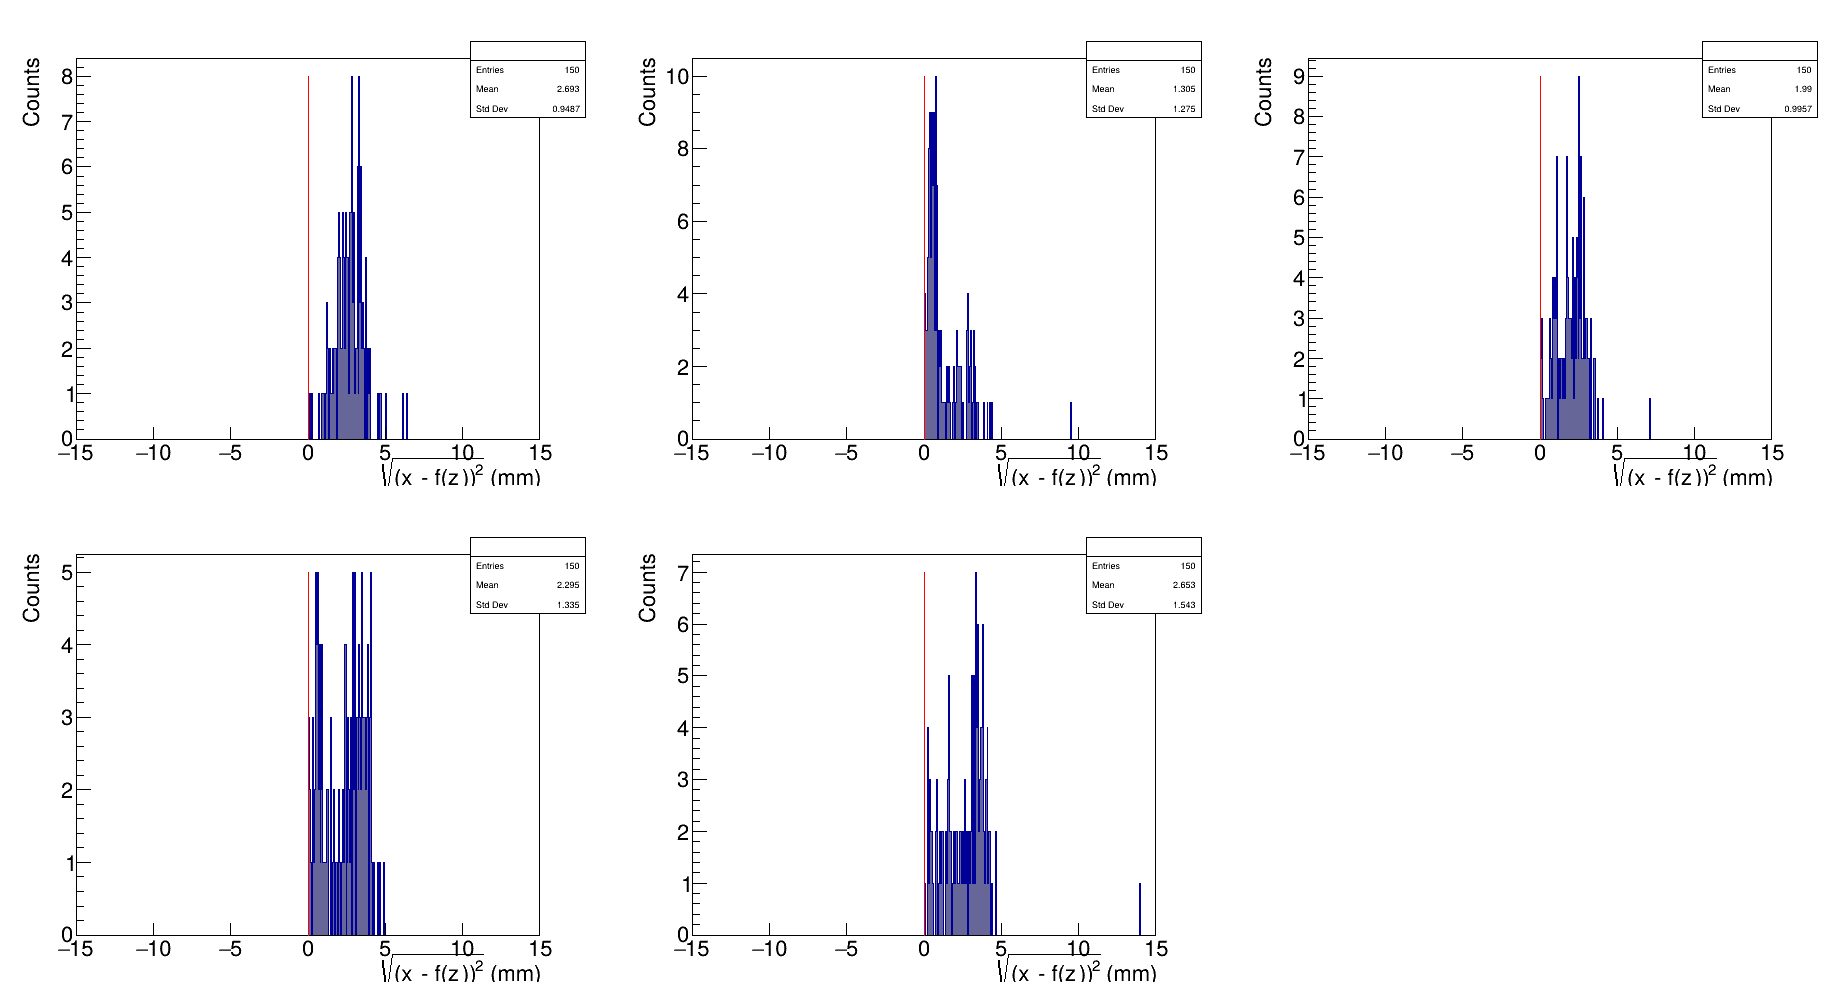 Counts
8
7
6
5
4
3
2
1
0
−15 −10 −5 0 5 10 15
√(x - f(z))² (mm)
Entries 150
Mean 2.693
Std Dev 0.9487
Counts
10
8
6
4
2
0
−15 −10 −5 0 5 10 15
√(x - f(z))² (mm)
Entries 150
Mean 1.305
Std Dev 1.275
Counts
9
8
7
6
5
4
3
2
1
0
−15 −10 −5 0 5 10 15
√(x - f(z))² (mm)
Entries 150
Mean 1.99
Std Dev 0.9957
Counts
5
4
3
2
1
0
−15 −10 −5 0 5 10 15
√(x - f(z))² (mm)
Entries 150
Mean 2.295
Std Dev 1.335
Counts
7
6
5
4
3
2
1
0
−15 −10 −5 0 5 10 15
√(x - f(z))² (mm)
Entries 150
Mean 2.653
Std Dev 1.543